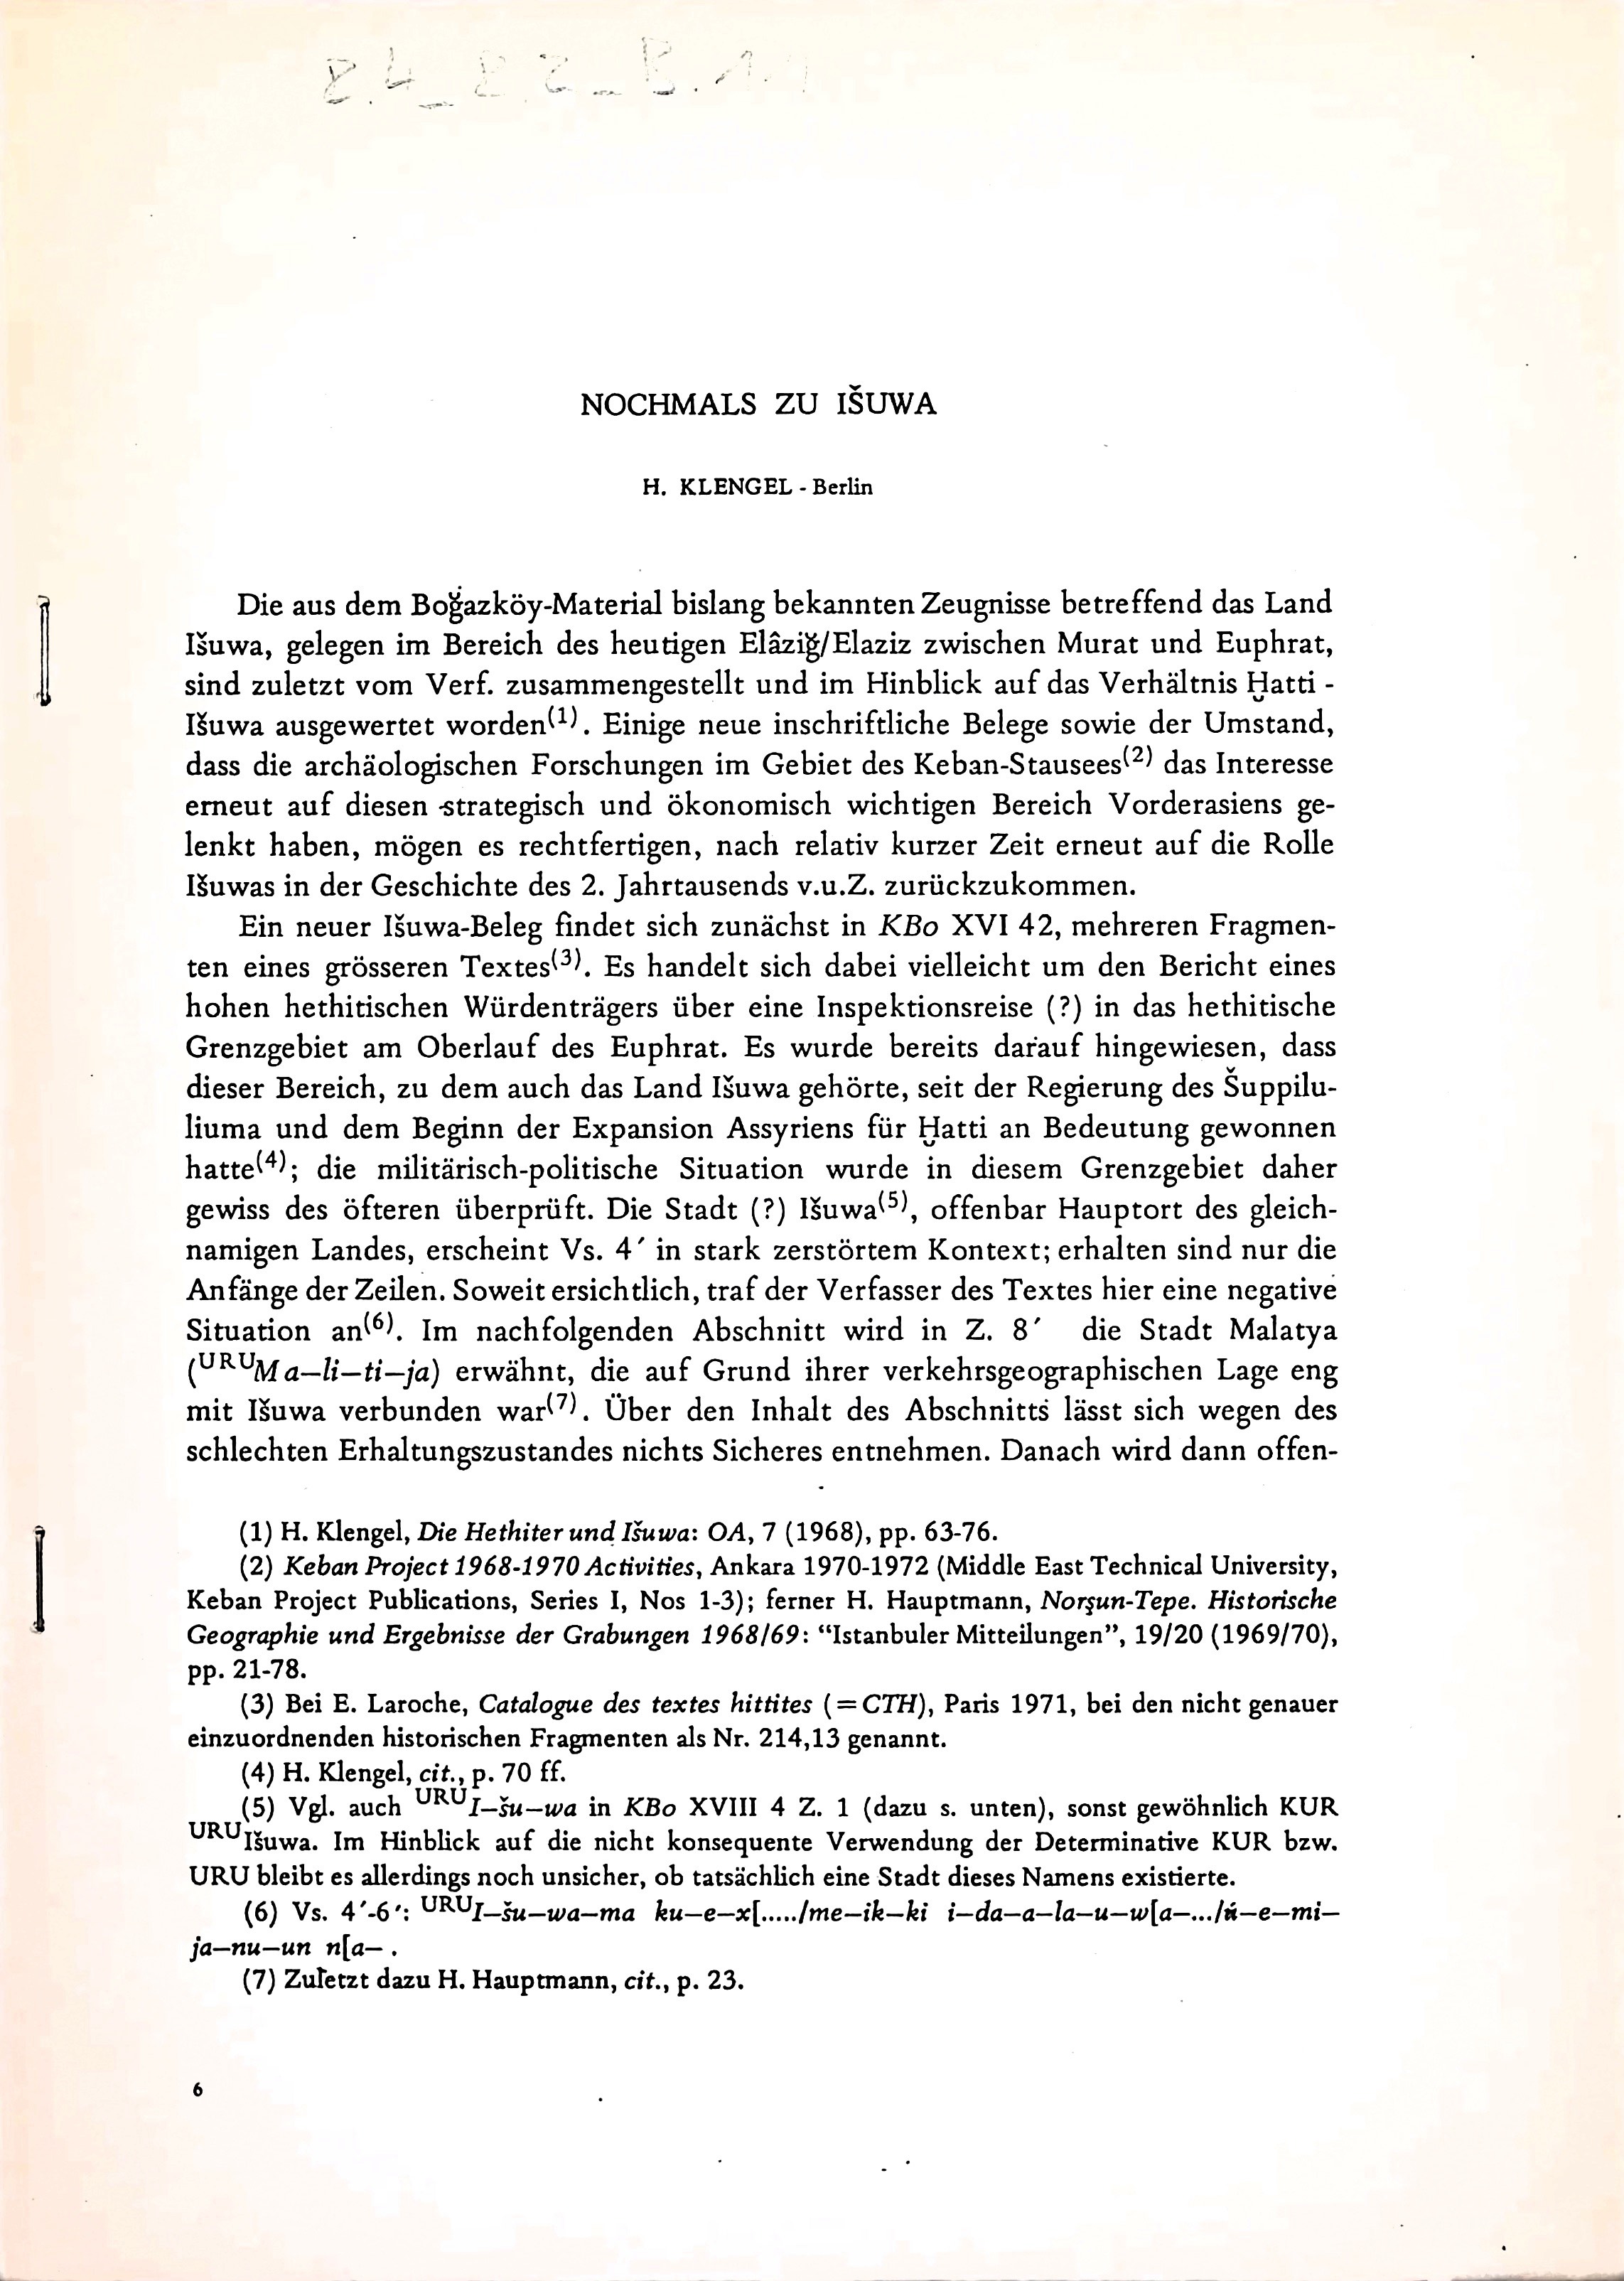 NOCHMALS ZU IŠUWA
H. KLENGEL - Berlin
Die aus dem Boğazköy-Material bislang bekannten Zeugnisse betreffend das Land
Išuwa, gelegen im Bereich des heutigen Elâziğ/Elaziz zwischen Murat und Euphrat,
sind zuletzt vom Verf. zusammengestellt und im Hinblick auf das Verhältnis Ḫatti -
Išuwa ausgewertet worden(1). Einige neue inschriftliche Belege sowie der Umstand,
dass die archäologischen Forschungen im Gebiet des Keban-Stausees(2) das Interesse
erneut auf diesen strategisch und ökonomisch wichtigen Bereich Vorderasiens ge-
lenkt haben, mögen es rechtfertigen, nach relativ kurzer Zeit erneut auf die Rolle
Išuwas in der Geschichte des 2. Jahrtausends v.u.Z. zurückzukommen.
Ein neuer Išuwa-Beleg findet sich zunächst in KBo XVI 42, mehreren Fragmen-
ten eines grösseren Textes(3). Es handelt sich dabei vielleicht um den Bericht eines
hohen hethitischen Würdenträgers über eine Inspektionsreise (?) in das hethitische
Grenzgebiet am Oberlauf des Euphrat. Es wurde bereits darauf hingewiesen, dass
dieser Bereich, zu dem auch das Land Išuwa gehörte, seit der Regierung des Šuppilu-
liuma und dem Beginn der Expansion Assyriens für Ḫatti an Bedeutung gewonnen
hatte(4); die militärisch-politische Situation wurde in diesem Grenzgebiet daher
gewiss des öfteren überprüft. Die Stadt (?) Išuwa(5), offenbar Hauptort des gleich-
namigen Landes, erscheint Vs. 4′ in stark zerstörtem Kontext; erhalten sind nur die
Anfänge der Zeilen. Soweit ersichtlich, traf der Verfasser des Textes hier eine negative
Situation an(6). Im nachfolgenden Abschnitt wird in Z. 8′ die Stadt Malatya
(URUMa–li–ti–ja) erwähnt, die auf Grund ihrer verkehrsgeographischen Lage eng
mit Išuwa verbunden war(7). Über den Inhalt des Abschnitts lässt sich wegen des
schlechten Erhaltungszustandes nichts Sicheres entnehmen. Danach wird dann offen-
(1) H. Klengel, Die Hethiter und Išuwa: OA, 7 (1968), pp. 63-76.
(2) Keban Project 1968-1970 Activities, Ankara 1970-1972 (Middle East Technical University,
Keban Project Publications, Series I, Nos 1-3); ferner H. Hauptmann, Norşun-Tepe. Historische
Geographie und Ergebnisse der Grabungen 1968/69: “Istanbuler Mitteilungen”, 19/20 (1969/70),
pp. 21-78.
(3) Bei E. Laroche, Catalogue des textes hittites (=CTH), Paris 1971, bei den nicht genauer
einzuordnenden historischen Fragmenten als Nr. 214,13 genannt.
(4) H. Klengel, cit., p. 70 ff.
(5) Vgl. auch URUI–šu–wa in KBo XVIII 4 Z. 1 (dazu s. unten), sonst gewöhnlich KUR
URUIšuwa. Im Hinblick auf die nicht konsequente Verwendung der Determinative KUR bzw.
URU bleibt es allerdings noch unsicher, ob tatsächlich eine Stadt dieses Namens existierte.
(6) Vs. 4′-6′: URUI–šu–wa–ma ku–e–x[...../me–ik–ki i–da–a–la–u–w[a–.../ú–e–mi–
ja–nu–un n[a– .
(7) Zuletzt dazu H. Hauptmann, cit., p. 23.
6